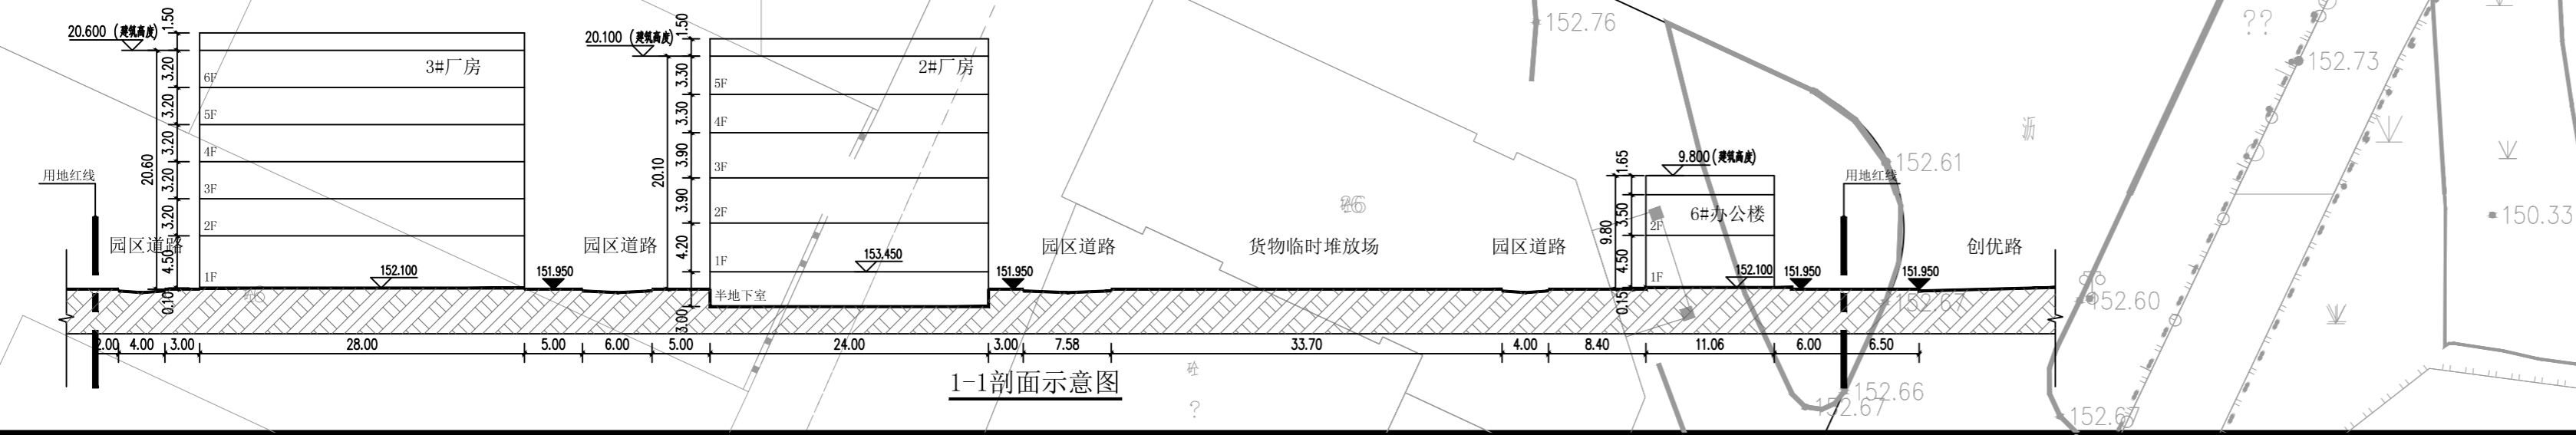 20.600 (建筑高度)
1.50
3.20
3.20
3.20
3.20
3.20
4.50
0.10
20.60
3#厂房
6F
5F
4F
3F
2F
1F
152.100
用地红线
园区道路
20.100 (建筑高度)
1.50
3.30
3.30
3.90
3.90
4.20
3.00
20.10
2#厂房
5F
4F
3F
2F
1F
153.450
半地下室
园区道路
151.950
151.950
园区道路
货物临时堆放场
园区道路
9.800 (建筑高度)
1.65
3.50
4.50
0.15
9.80
6#办公楼
2F
1F
152.100
151.950
用地红线
151.950
创优路
152.76
152.61
152.67
152.66
152.67
沥
??
152.73
152.60
152.67
150.33
砼
?
2.00 4.00 3.00 28.00 5.00 6.00 5.00 24.00 3.00 7.58 33.70 4.00 8.40 11.06 6.00 6.50
1-1剖面示意图